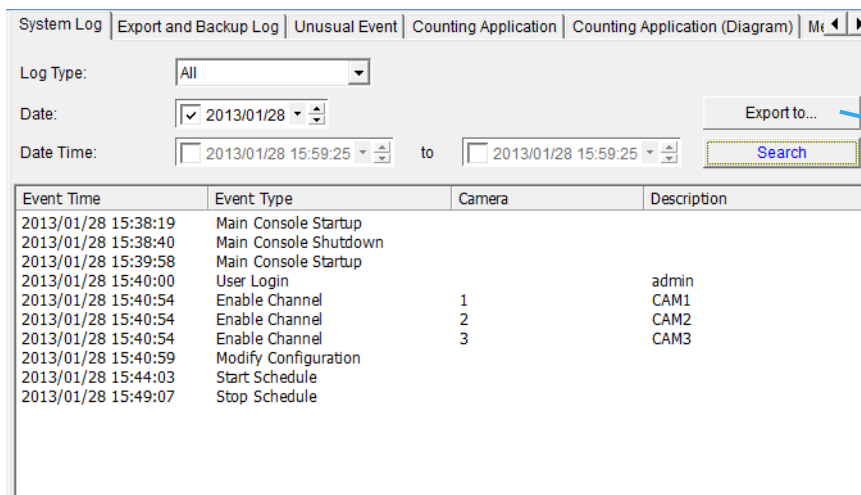 System Log Export and Backup Log Unusual Event Counting Application Counting Application (Diagram)
Log Type: All
Date: 2013/01/28
Export to...
Date Time: 2013/01/28 15:59:25 to 2013/01/28 15:59:25
Search
Event Time Event Type Camera Description
2013/01/28 15:38:19 Main Console Startup
2013/01/28 15:38:40 Main Console Shutdown
2013/01/28 15:39:58 Main Console Startup
2013/01/28 15:40:00 User Login admin
2013/01/28 15:40:54 Enable Channel 1 CAM1
2013/01/28 15:40:54 Enable Channel 2 CAM2
2013/01/28 15:40:54 Enable Channel 3 CAM3
2013/01/28 15:40:59 Modify Configuration
2013/01/28 15:44:03 Start Schedule
2013/01/28 15:49:07 Stop Schedule